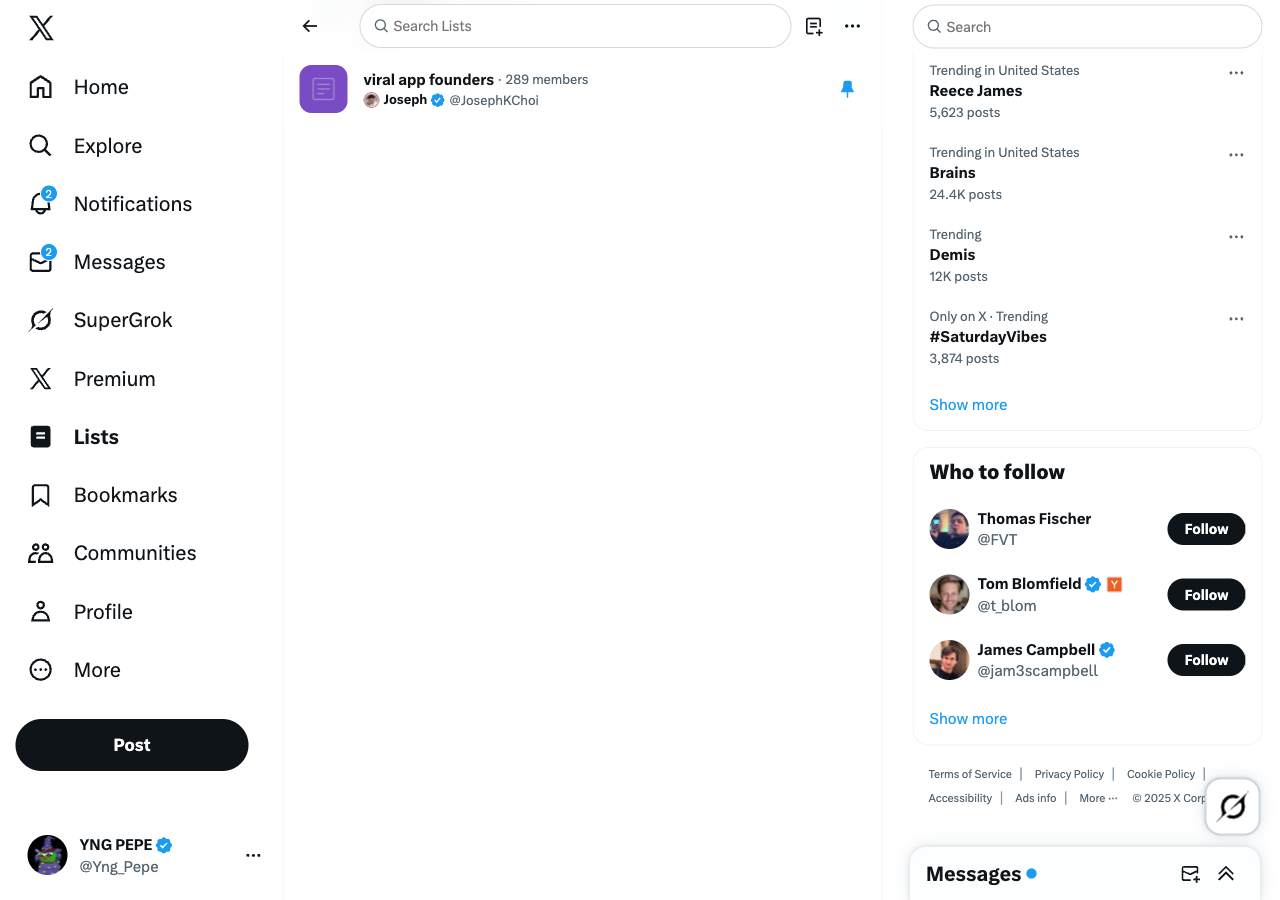 Home
Explore
2
Notifications
2
Messages
SuperGrok
Premium
Lists
Bookmarks
Communities
Profile
More
Post
YNG PEPE
@Yng_Pepe
Search Lists
viral app founders · 289 members
Joseph @JosephKChoi
Search
Trending in United States
Reece James
5,623 posts
Trending in United States
Brains
24.4K posts
Trending
Demis
12K posts
Only on X · Trending
#SaturdayVibes
3,874 posts
Show more
Who to follow
Thomas Fischer
@FVT
Follow
Tom Blomfield Y
@t_blom
Follow
James Campbell
@jam3scampbell
Follow
Show more
Terms of Service | Privacy Policy | Cookie Policy |
Accessibility | Ads info | More ··· © 2025 X Corp
Messages